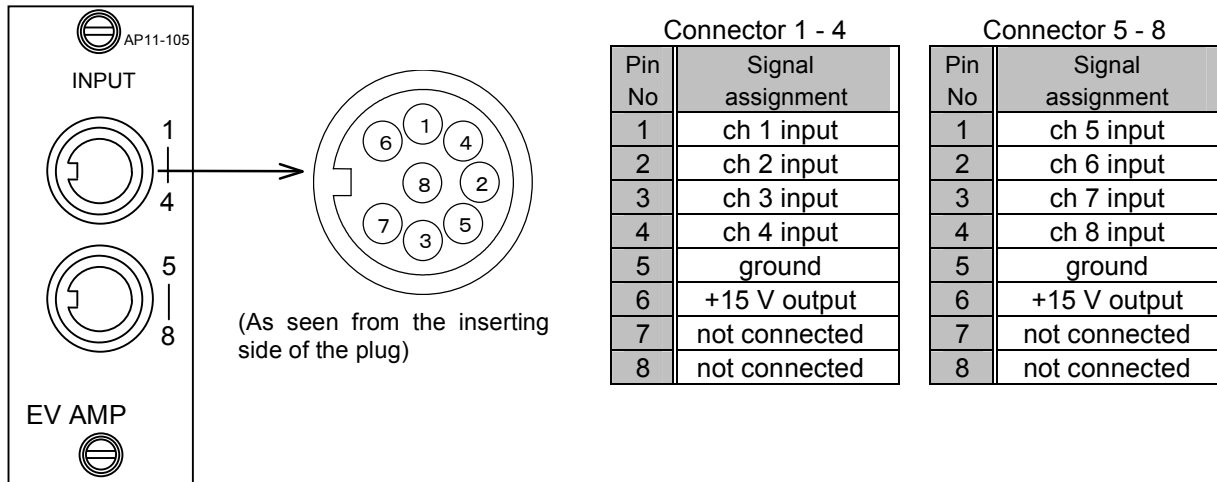 AP11-105
INPUT
1
4
5
8
EV AMP
1
6
4
8
2
7
5
3
(As seen from the inserting
side of the plug)
Connector 1 - 4
Pin No Signal assignment
1 ch 1 input
2 ch 2 input
3 ch 3 input
4 ch 4 input
5 ground
6 +15 V output
7 not connected
8 not connected
Connector 5 - 8
Pin No Signal assignment
1 ch 5 input
2 ch 6 input
3 ch 7 input
4 ch 8 input
5 ground
6 +15 V output
7 not connected
8 not connected